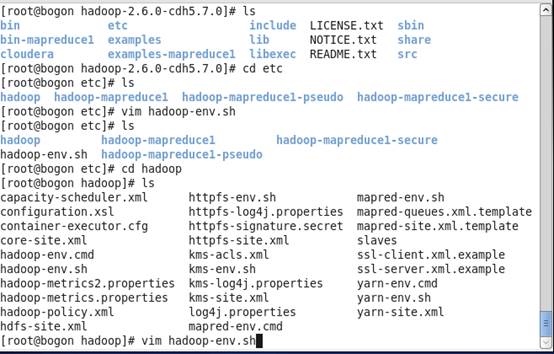 [root@bogon hadoop-2.6.0-cdh5.7.0]# ls
bin etc include LICENSE.txt sbin
bin-mapreduce1 examples lib NOTICE.txt share
cloudera examples-mapreduce1 libexec README.txt src
[root@bogon hadoop-2.6.0-cdh5.7.0]# cd etc
[root@bogon etc]# ls
hadoop hadoop-mapreduce1 hadoop-mapreduce1-pseudo hadoop-mapreduce1-secure
[root@bogon etc]# vim hadoop-env.sh
[root@bogon etc]# ls
hadoop hadoop-mapreduce1 hadoop-mapreduce1-secure
hadoop-env.sh hadoop-mapreduce1-pseudo
[root@bogon etc]# cd hadoop
[root@bogon hadoop]# ls
capacity-scheduler.xml httpfs-env.sh mapred-env.sh
configuration.xsl httpfs-log4j.properties mapred-queues.xml.template
container-executor.cfg httpfs-signature.secret mapred-site.xml.template
core-site.xml httpfs-site.xml slaves
hadoop-env.cmd kms-acls.xml ssl-client.xml.example
hadoop-env.sh kms-env.sh ssl-server.xml.example
hadoop-metrics2.properties kms-log4j.properties yarn-env.cmd
hadoop-metrics.properties kms-site.xml yarn-env.sh
hadoop-policy.xml log4j.properties yarn-site.xml
hdfs-site.xml mapred-env.cmd
[root@bogon hadoop]# vim hadoop-env.sh